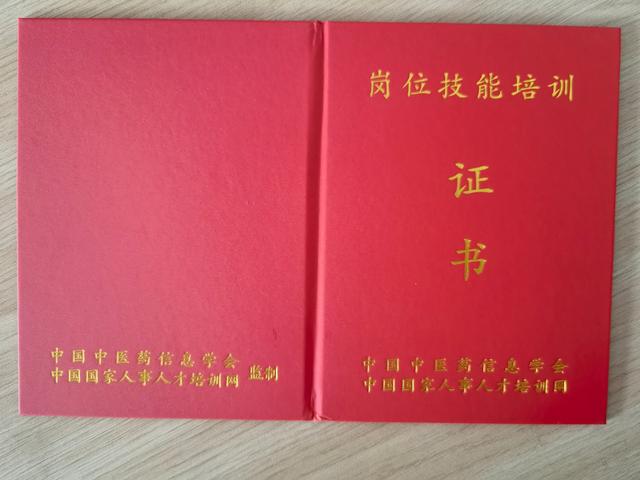 岗位技能培训
证
书
中国中医药信息学会
中国国家人事人才培训网
中国中医药信息学会
中国国家人事人才培训网
监制